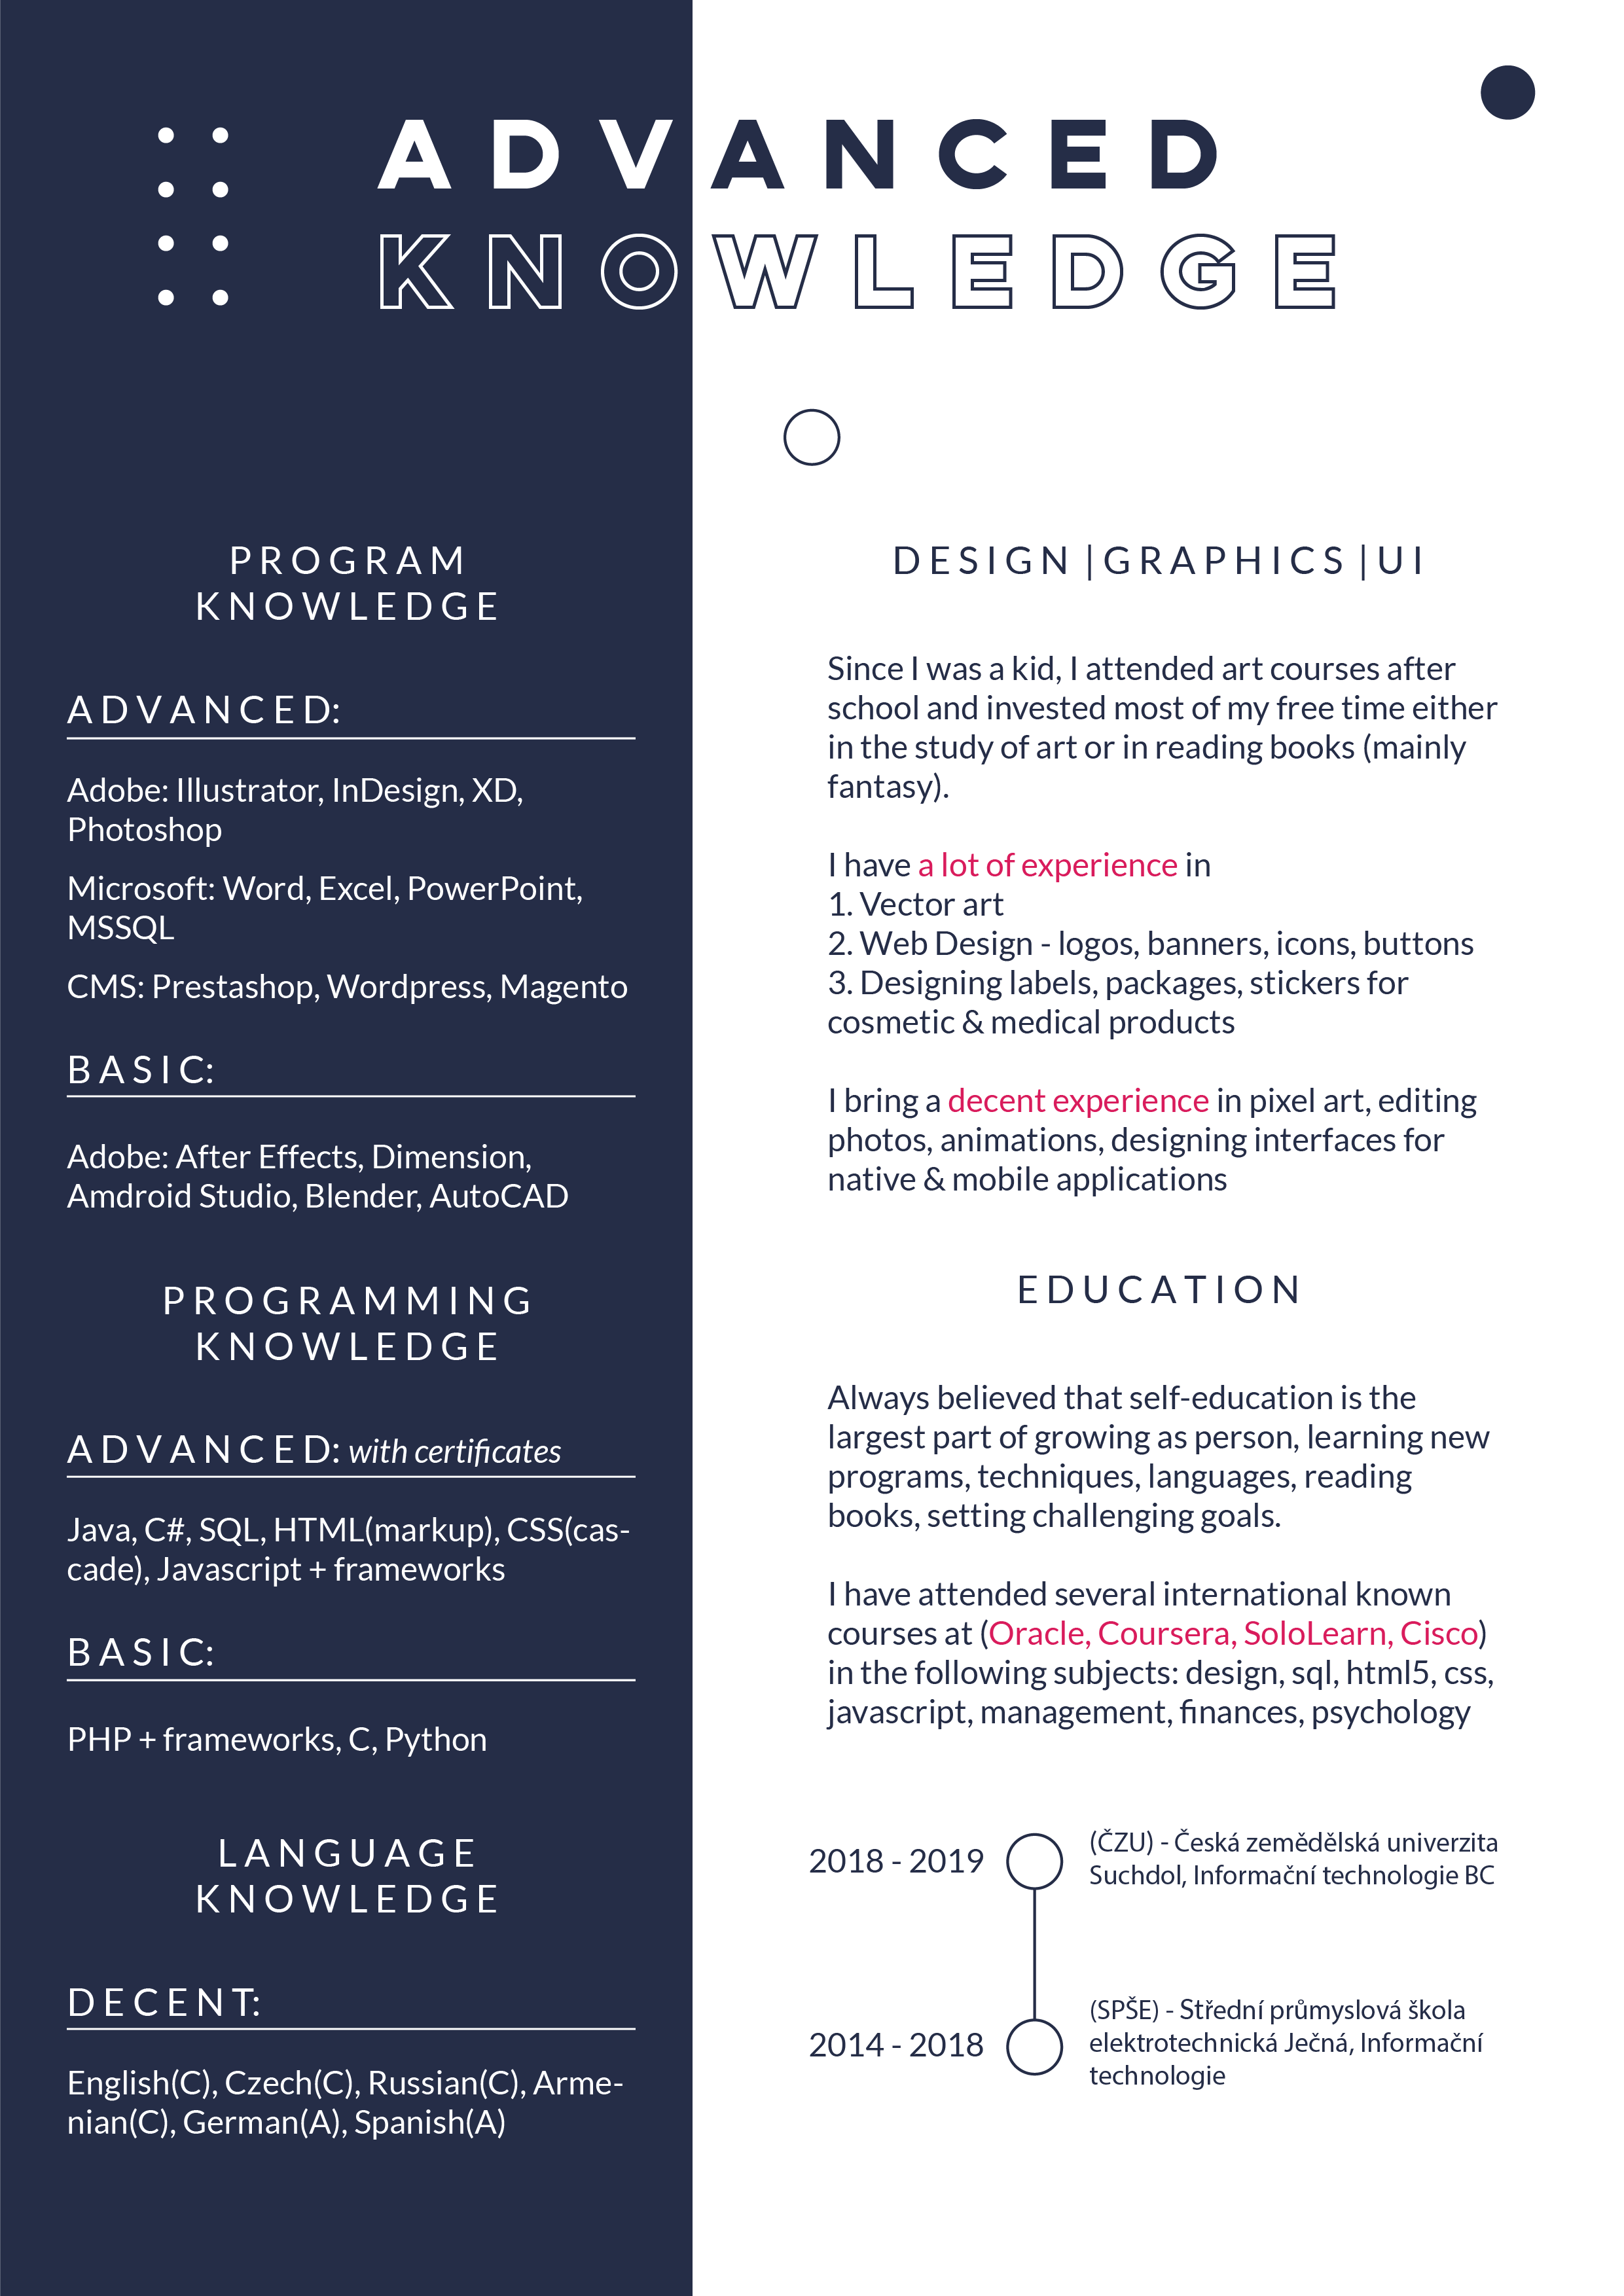 ADVANCED
KNOWLEDGE
PROGRAM
KNOWLEDGE
ADVANCED:
Adobe: Illustrator, InDesign, XD,
Photoshop
Microsoft: Word, Excel, PowerPoint,
MSSQL
CMS: Prestashop, Wordpress, Magento
BASIC:
Adobe: After Effects, Dimension,
Amdroid Studio, Blender, AutoCAD
PROGRAMMING
KNOWLEDGE
ADVANCED: with certificates
Java, C#, SQL, HTML(markup), CSS(cas-
cade), Javascript + frameworks
BASIC:
PHP + frameworks, C, Python
LANGUAGE
KNOWLEDGE
DECENT:
English(C), Czech(C), Russian(C), Arme-
nian(C), German(A), Spanish(A)
DESIGN |GRAPHICS |UI
Since I was a kid, I attended art courses after
school and invested most of my free time either
in the study of art or in reading books (mainly
fantasy).
I have a lot of experience in
1. Vector art
2. Web Design - logos, banners, icons, buttons
3. Designing labels, packages, stickers for
cosmetic & medical products
I bring a decent experience in pixel art, editing
photos, animations, designing interfaces for
native & mobile applications
EDUCATION
Always believed that self-education is the
largest part of growing as person, learning new
programs, techniques, languages, reading
books, setting challenging goals.
I have attended several international known
courses at (Oracle, Coursera, SoloLearn, Cisco)
in the following subjects: design, sql, html5, css,
javascript, management, finances, psychology
2018 - 2019
(ČZU) - Česká zemědělská univerzita
Suchdol, Informační technologie BC
2014 - 2018
(SPŠE) - Střední průmyslová škola
elektrotechnická Ječná, Informační
technologie